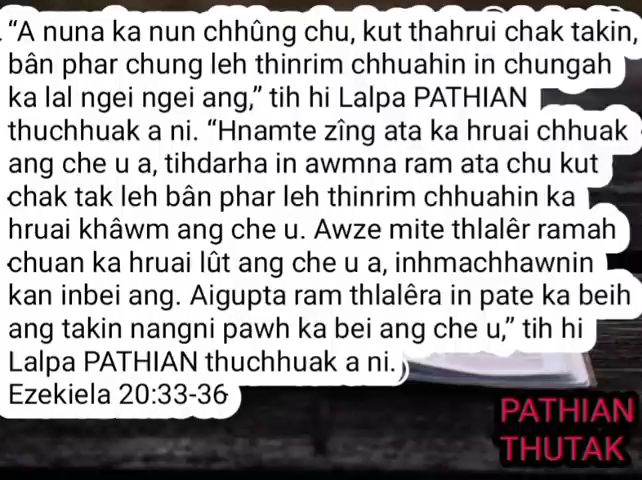 “A nuna ka nun chhûng chu, kut thahrui chak takin,
bân phar chung leh thinrim chhuahin in chungah
ka lal ngei ngei ang,” tih hi Lalpa PATHIAN
thuchhuak a ni. “Hnamte zîng ata ka hruai chhuak
ang che u a, tihdarha in awmna ram ata chu kut
chak tak leh bân phar leh thinrim chhuahin ka
hruai khâwm ang che u. Awze mite thlalêr ramah
chuan ka hruai lût ang che u a, inhmachhawnin
kan inbei ang. Aigupta ram thlalêra in pate ka beih
ang takin nangni pawh ka bei ang che u,” tih hi
Lalpa PATHIAN thuchhuak a ni.
Ezekiela 20:33-36
PATHIAN
THUTAK